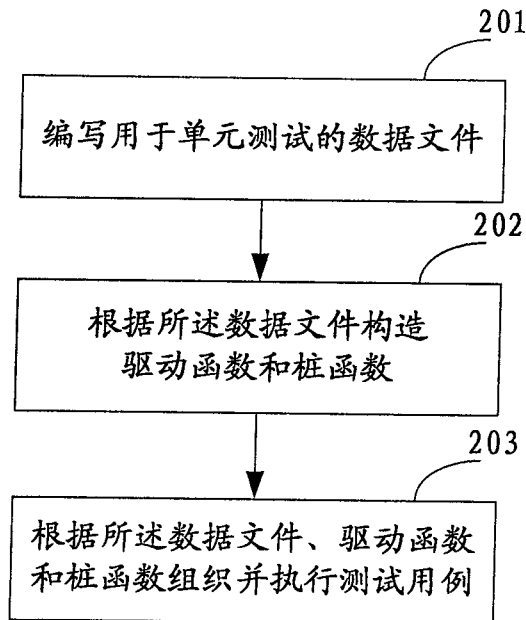 201
编写用于单元测试的数据文件
202
根据所述数据文件构造
驱动函数和桩函数
203
根据所述数据文件、驱动函数
和桩函数组织并执行测试用例